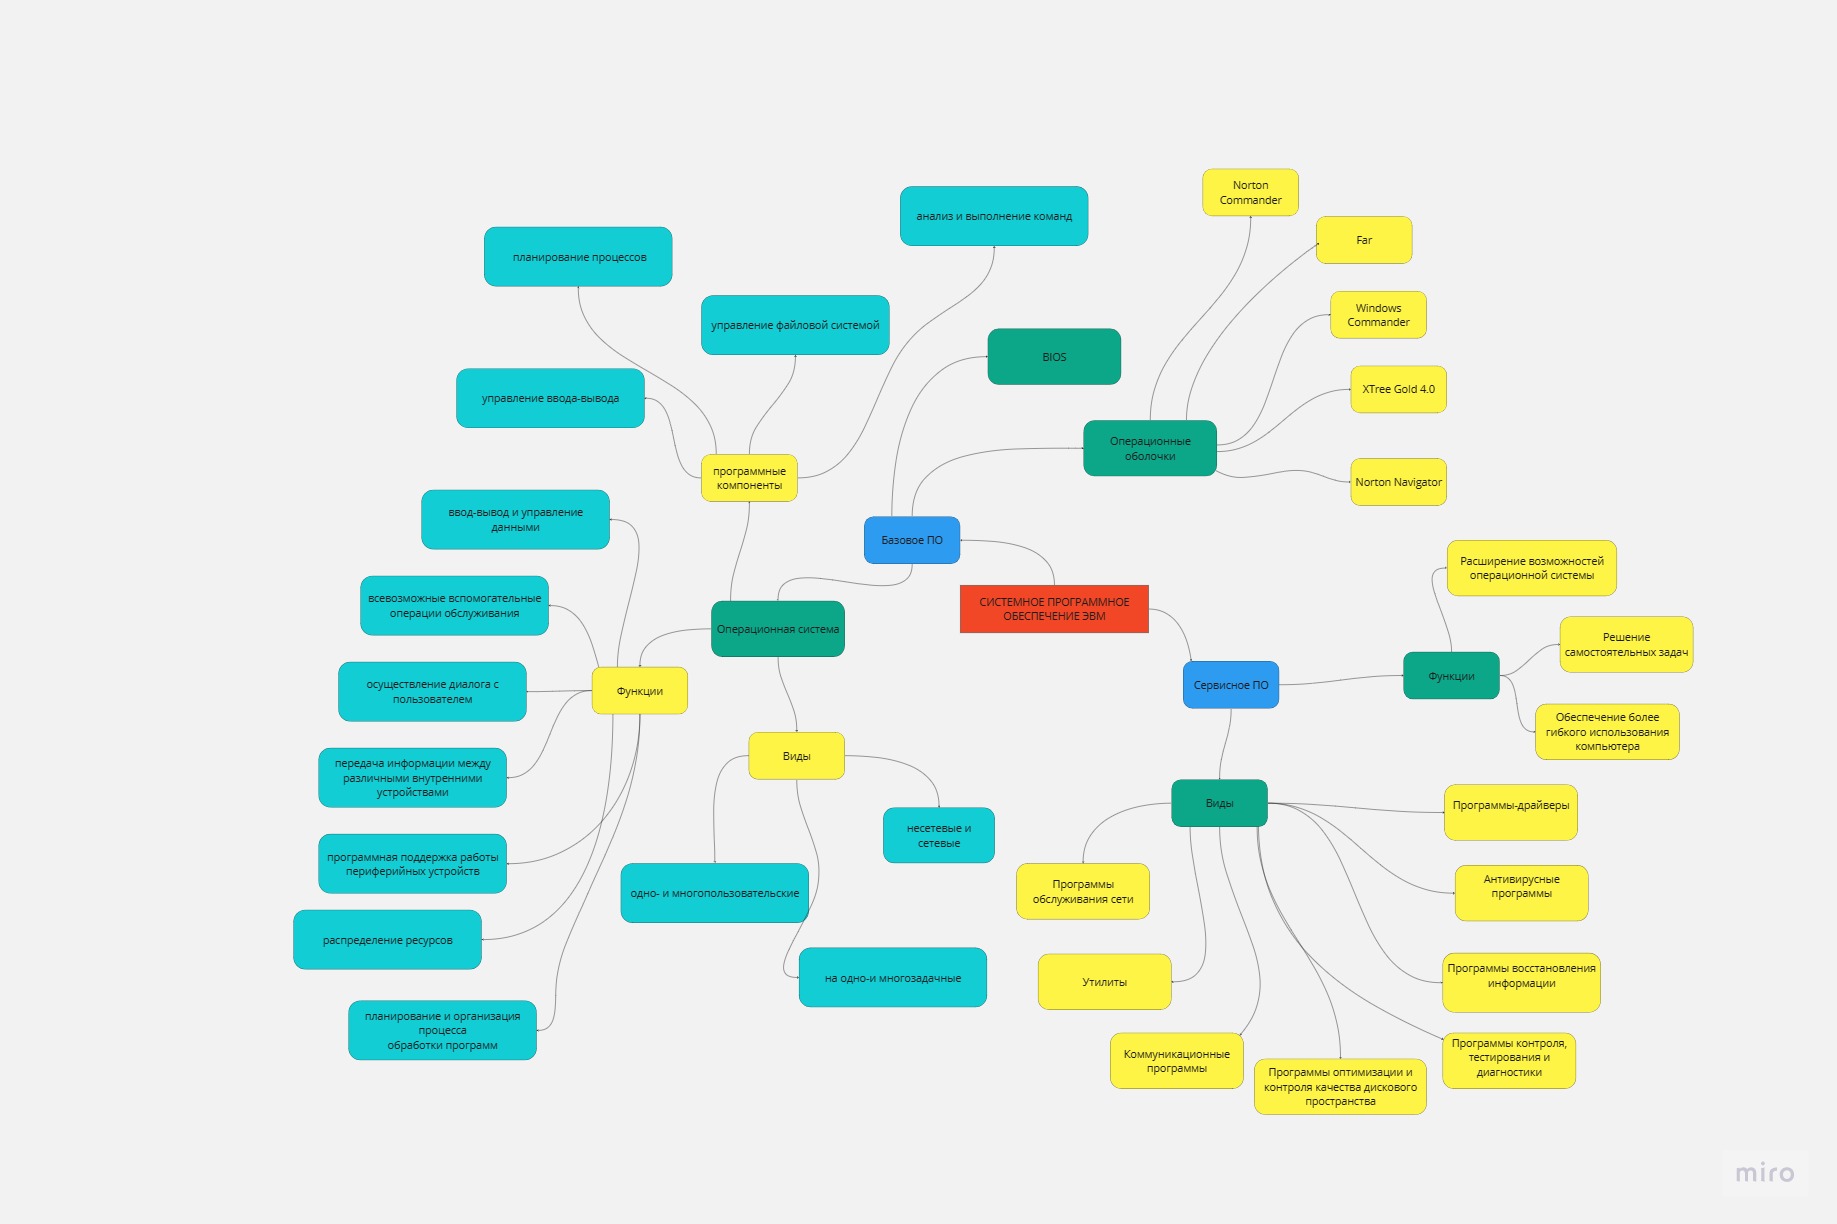 Norton
Commander
анализ и выполнение команд
Far
планирование процессов
Windows
Commander
управление файловой системой
BIOS
XTree Gold 4.0
управление ввода-вывода
Операционные
оболочки
программные
компоненты
Norton Navigator
ввод-вывод и управление
данными
Базовое ПО
Расширение возможностей
операционной системы
всевозможные вспомогательные
операции обслуживания
СИСТЕМНОЕ ПРОГРАММНОЕ
ОБЕСПЕЧЕНИЕ ЭВМ
Операционная система
Решение
самостоятельных задач
осуществление диалога с
пользователем
Функции
Сервисное ПО
Функции
Обеспечение более
гибкого использования
компьютера
передача информации между
различными внутренними
устройствами
Виды
Виды
Программы-драйверы
несетевые и
сетевые
программная поддержка работы
периферийных устройств
одно- и многопользовательские
Программы
обслуживания сети
Антивирусные
программы
распределение ресурсов
на одно-и многозадачные
Утилиты
Программы восстановления
информации
планирование и организация
процесса
обработки программ
Коммуникационные
программы
Программы оптимизации и
контроля качества дискового
пространства
Программы контроля,
тестирования и
диагностики
miro